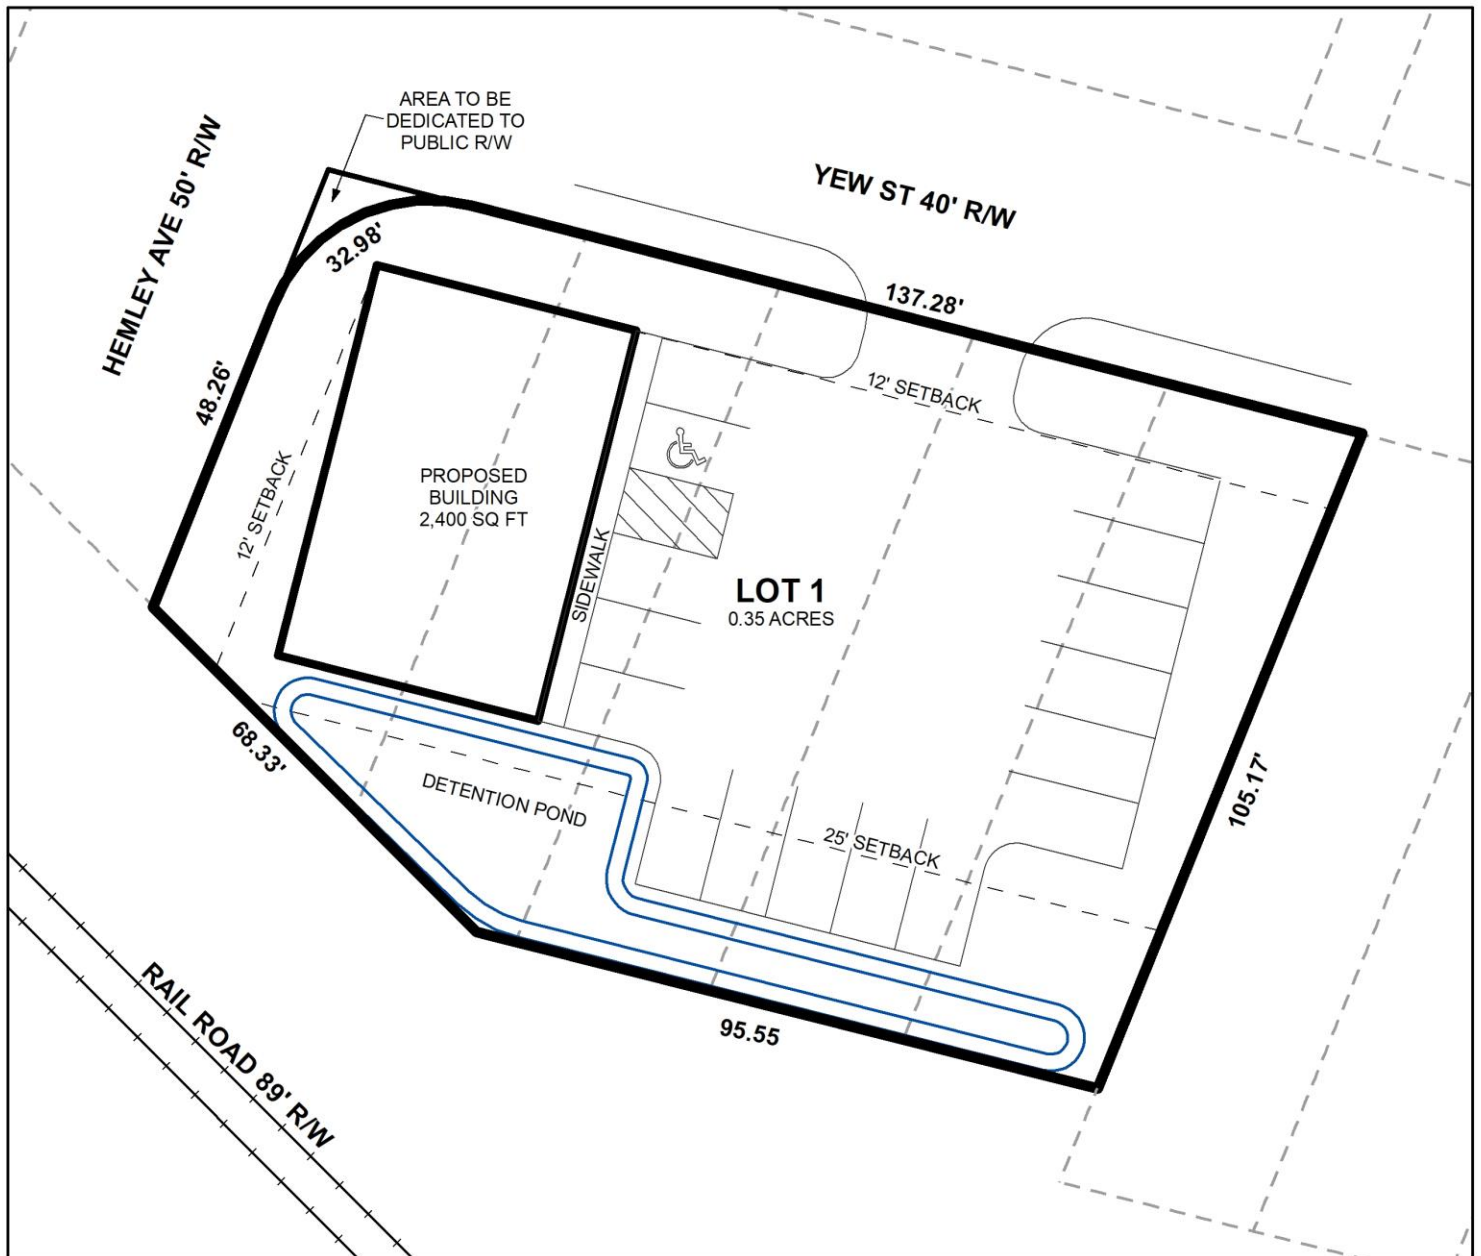 AREA TO BE
DEDICATED TO
PUBLIC R/W
HEMLEY AVE 50' R/W
YEW ST 40' R/W
32.98'
137.28'
48.26'
12' SETBACK
12' SETBACK
PROPOSED
BUILDING
2,400 SQ FT
SIDEWALK
LOT 1
0.35 ACRES
68.33'
DETENTION POND
25' SETBACK
105.17'
95.55
RAIL ROAD 89' R/W